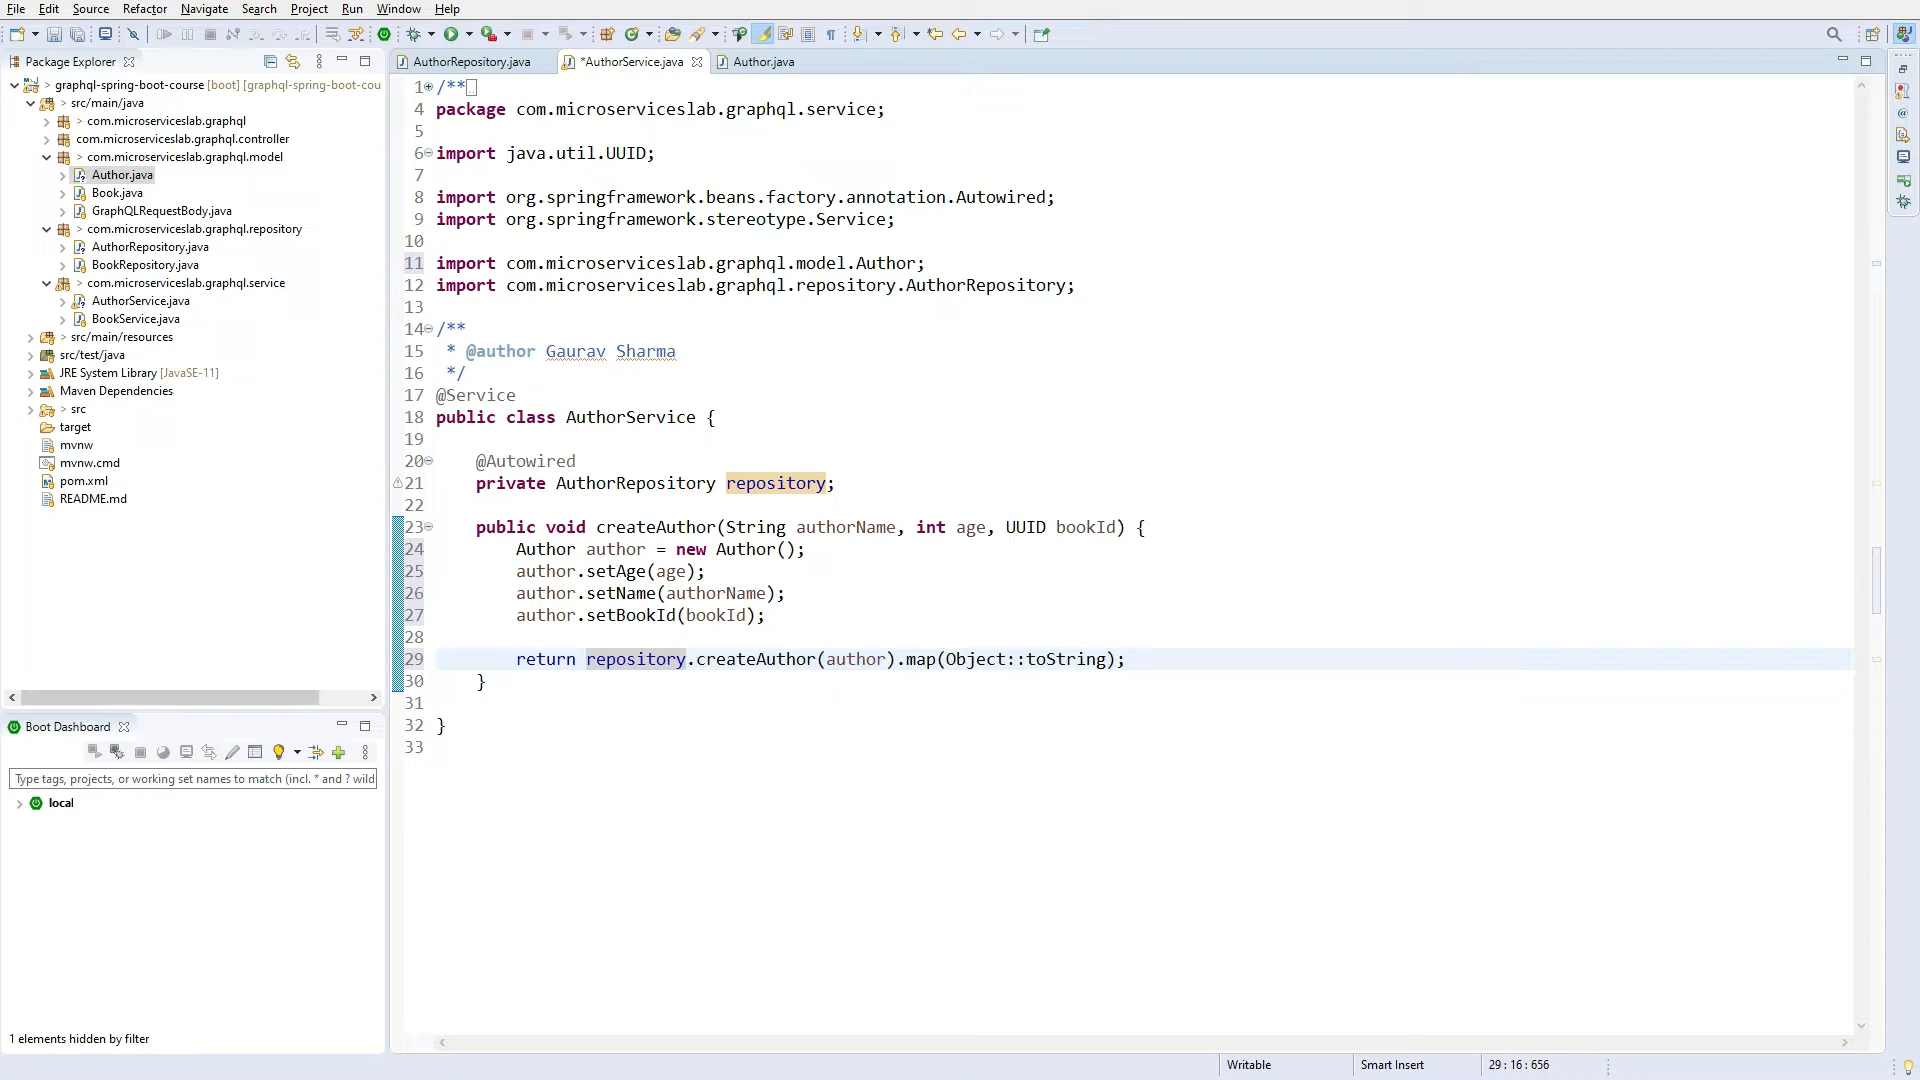 File Edit Source Refactor Navigate Search Project Run Window Help
Package Explorer
graphql-spring-boot-course [boot] [graphql-spring-boot-cou
src/main/java
com.microserviceslab.graphql
com.microserviceslab.graphql.controller
com.microserviceslab.graphql.model
Author.java
Book.java
GraphQLRequestBody.java
com.microserviceslab.graphql.repository
AuthorRepository.java
BookRepository.java
com.microserviceslab.graphql.service
AuthorService.java
BookService.java
src/main/resources
src/test/java
JRE System Library [JavaSE-11]
Maven Dependencies
src
target
mvnw
mvnw.cmd
pom.xml
README.md
Boot Dashboard
Type tags, projects, or working set names to match (incl. * and ? wild
local
1 elements hidden by filter
AuthorRepository.java *AuthorService.java Author.java
1 /**
4 package com.microserviceslab.graphql.service;
5
6 import java.util.UUID;
7
8 import org.springframework.beans.factory.annotation.Autowired;
9 import org.springframework.stereotype.Service;
10
11 import com.microserviceslab.graphql.model.Author;
12 import com.microserviceslab.graphql.repository.AuthorRepository;
13
14 /**
15 * @author Gaurav Sharma
16 */
17 @Service
18 public class AuthorService {
19
20 @Autowired
21 private AuthorRepository repository;
22
23 public void createAuthor(String authorName, int age, UUID bookId) {
24 Author author = new Author();
25 author.setAge(age);
26 author.setName(authorName);
27 author.setBookId(bookId);
28
29 return repository.createAuthor(author).map(Object::toString);
30 }
31
32 }
33
Writable Smart Insert 29 : 16 : 656